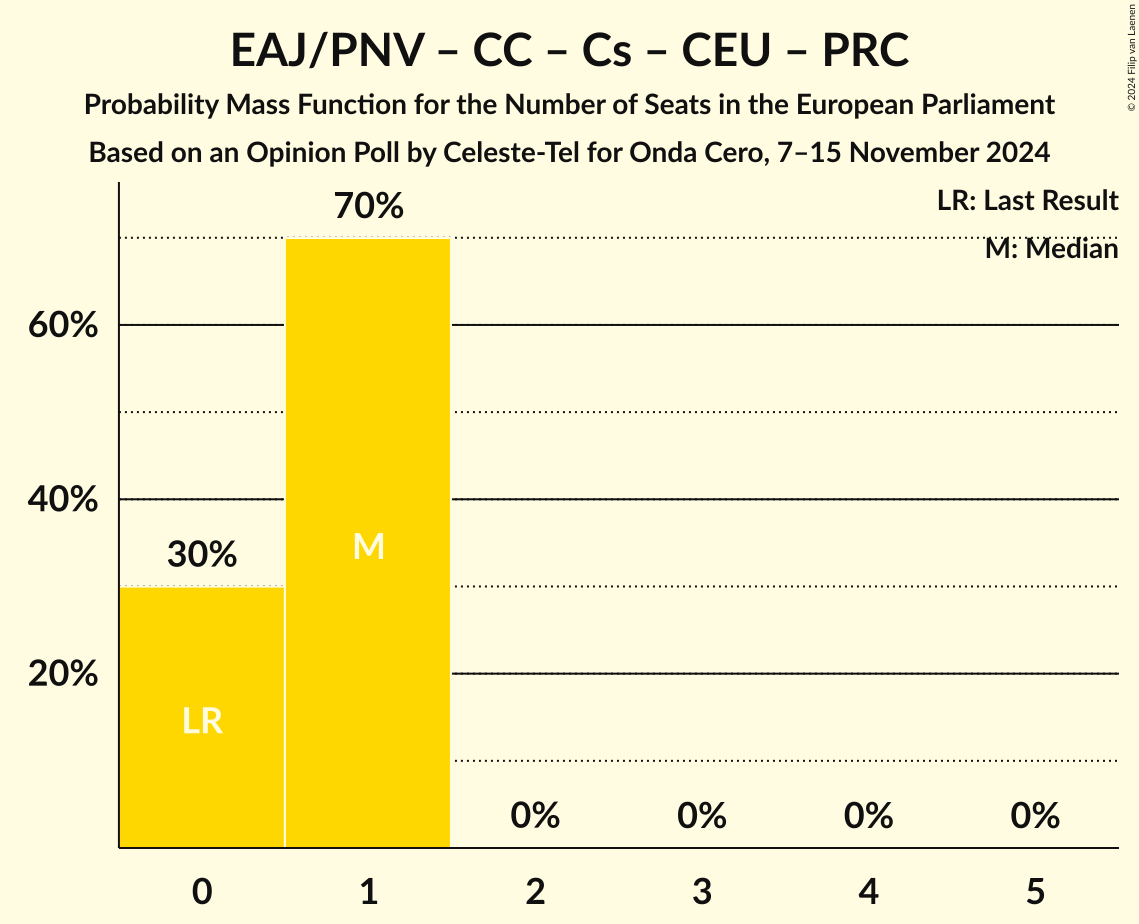 EAJ/PNV – CC – Cs – CEU – PRC
Probability Mass Function for the Number of Seats in the European Parliament
Based on an Opinion Poll by Celeste-Tel for Onda Cero, 7–15 November 2024
© 2024 Filip van Laenen
LR: Last Result
M: Median
70%
60%
40%
30%
20%
M
LR
0%
0%
0%
0%
0
1
2
3
4
5